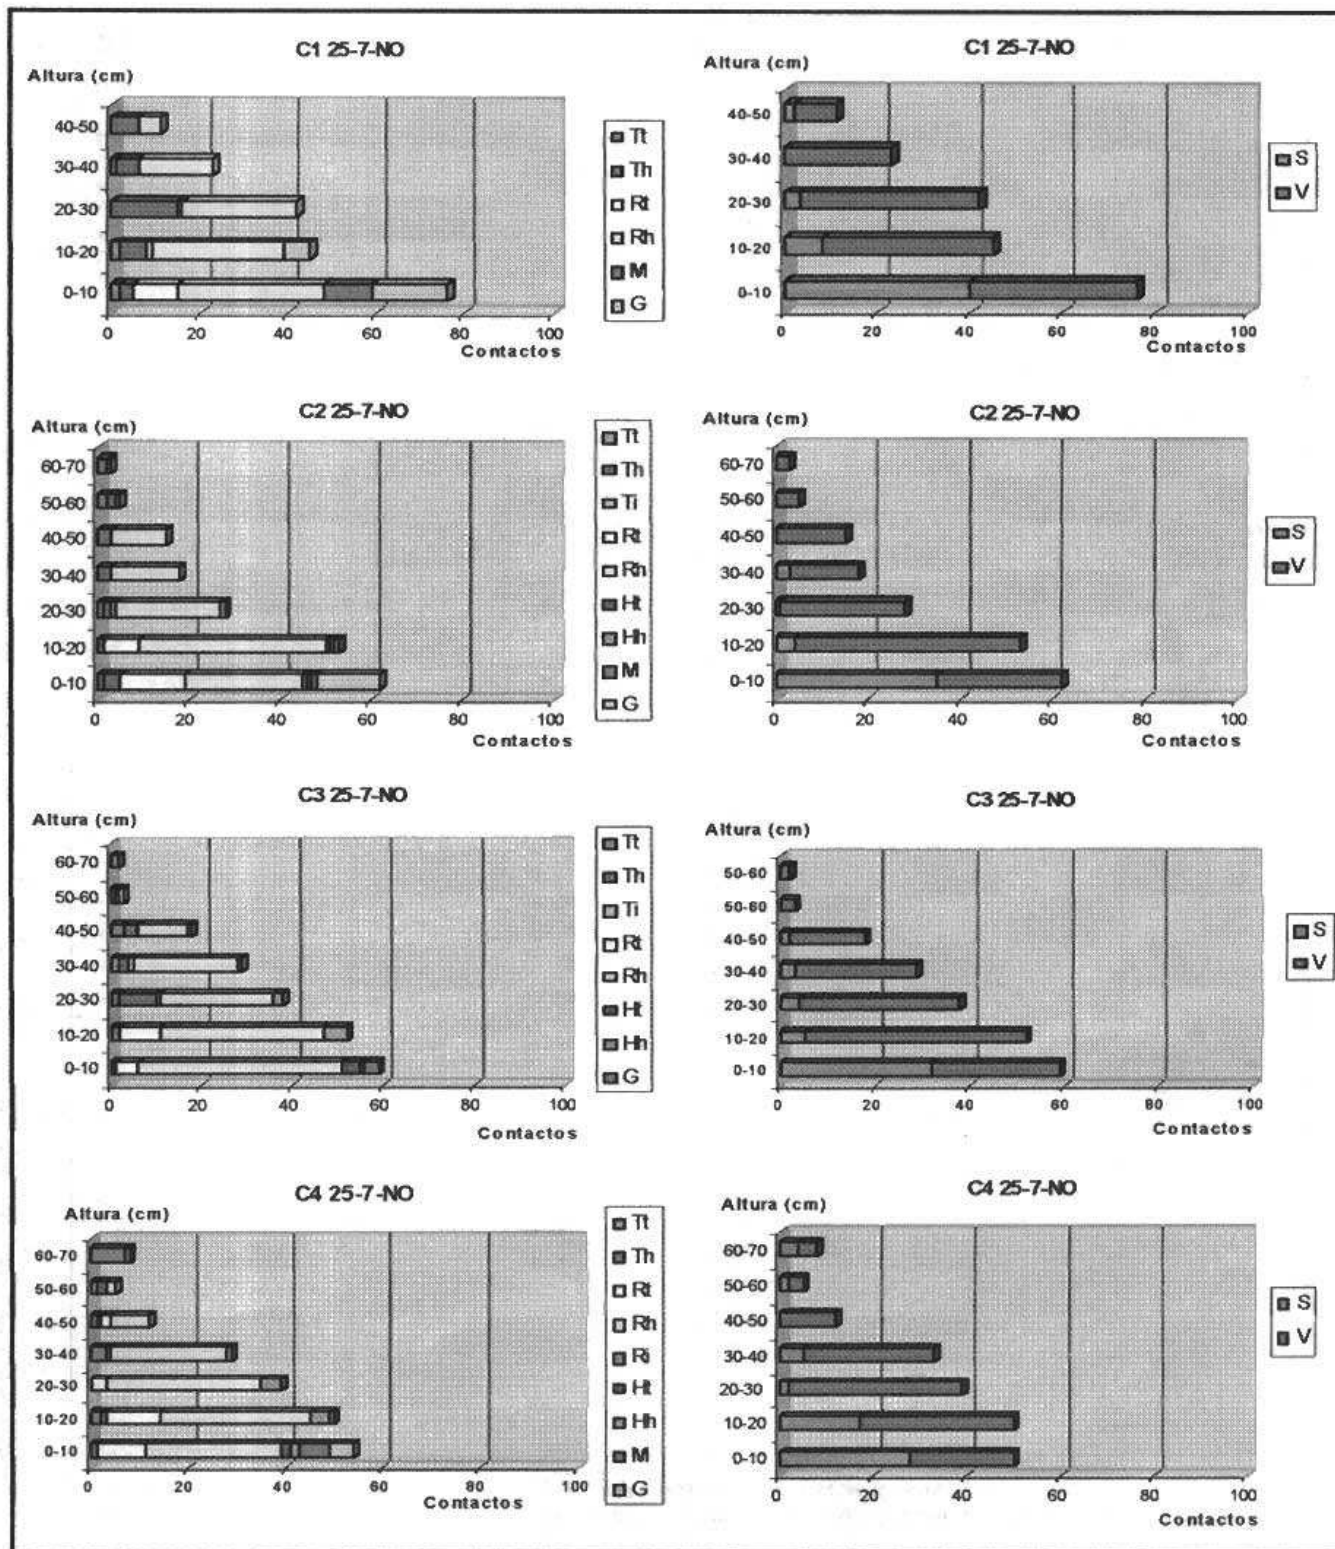 C1 25-7-NO
Altura (cm)
40-50
30-40
20-30
10-20
0-10
0 20 40 60 80 100
Contactos
Tt
Th
Rt
Rh
M
G
C1 25-7-NO
Altura (cm)
40-50
30-40
20-30
10-20
0-10
0 20 40 60 80 100
Contactos
S
V
C2 25-7-NO
Altura (cm)
60-70
50-60
40-50
30-40
20-30
10-20
0-10
0 20 40 60 80 100
Contactos
Tt
Th
Ti
Rt
Rh
Ht
Hh
M
G
C2 25-7-NO
Altura (cm)
60-70
50-60
40-50
30-40
20-30
10-20
0-10
0 20 40 60 80 100
Contactos
S
V
C3 25-7-NO
Altura (cm)
60-70
50-60
40-50
30-40
20-30
10-20
0-10
0 20 40 60 80 100
Contactos
Tt
Th
Ti
Rt
Rh
Ht
Hh
G
C3 25-7-NO
Altura (cm)
50-60
50-60
40-50
30-40
20-30
10-20
0-10
0 20 40 60 80 100
Contactos
S
V
C4 25-7-NO
Altura (cm)
60-70
50-60
40-50
30-40
20-30
10-20
0-10
0 20 40 60 80 100
Contactos
Tt
Th
Rt
Rh
Ri
Ht
Hh
M
G
C4 25-7-NO
Altura (cm)
60-70
50-60
40-50
30-40
20-30
10-20
0-10
0 20 40 60 80 100
Contactos
S
V